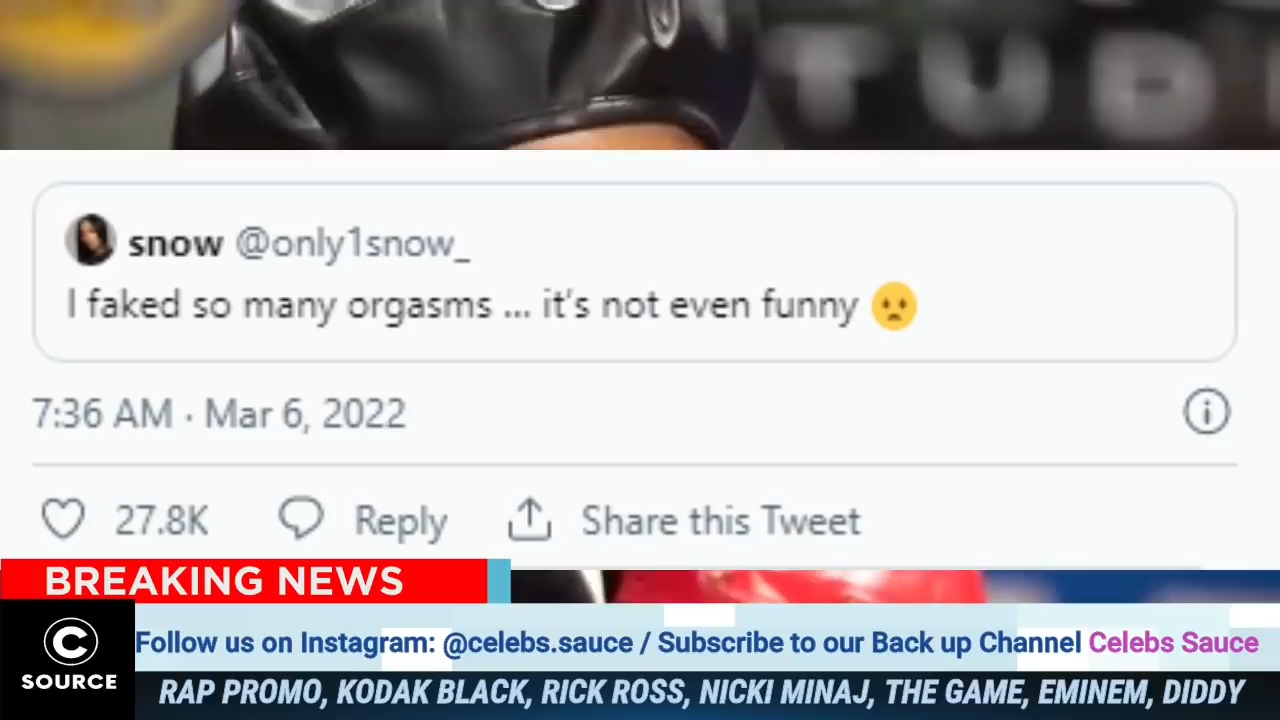 TUD
snow @only1snow_
I faked so many orgasms ... it's not even funny 😟
7:36 AM · Mar 6, 2022
27.8K Reply Share this Tweet
BREAKING NEWS
Follow us on Instagram: @celebs.sauce / Subscribe to our Back up Channel Celebs Sauce
C
SOURCE
RAP PROMO, KODAK BLACK, RICK ROSS, NICKI MINAJ, THE GAME, EMINEM, DIDDY